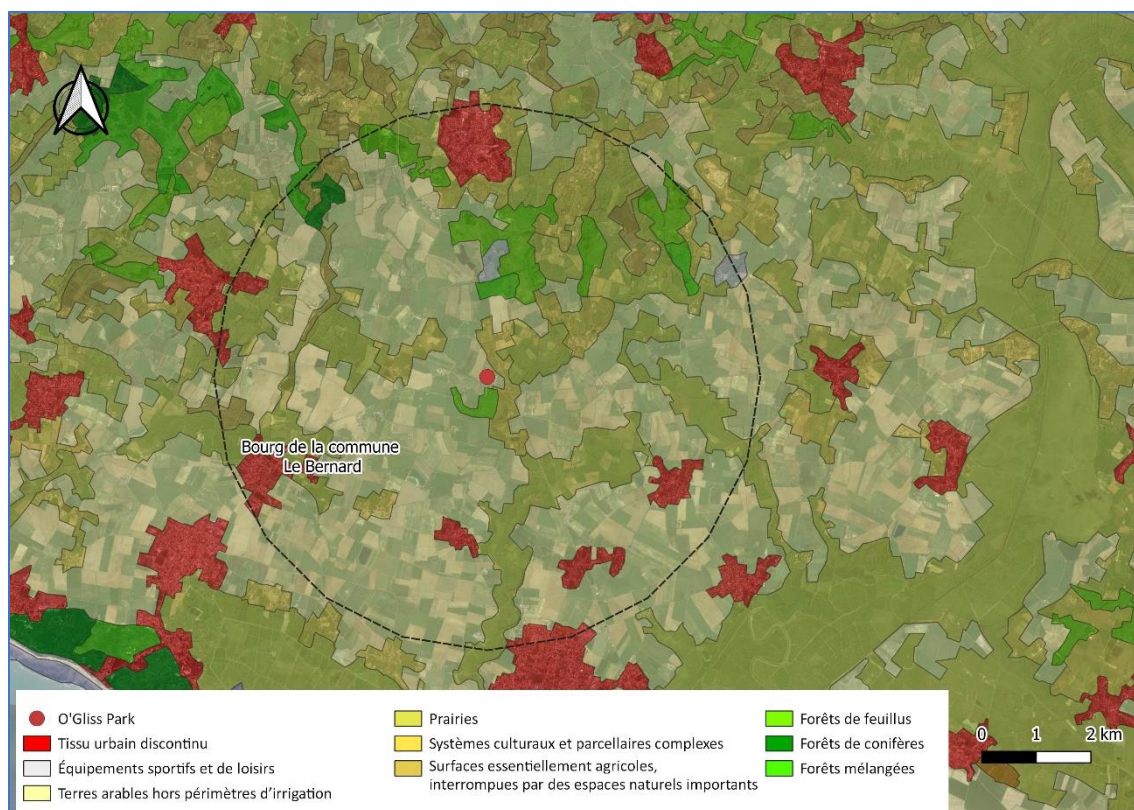 Bourg de la commune
Le Bernard
O'Gliss Park
Tissu urbain discontinu
Équipements sportifs et de loisirs
Terres arables hors périmètres d'irrigation
Prairies
Systèmes culturaux et parcellaires complexes
Surfaces essentiellement agricoles,
interrompues par des espaces naturels importants
Forêts de feuillus
Forêts de conifères
Forêts mélangées
0 1 2 km